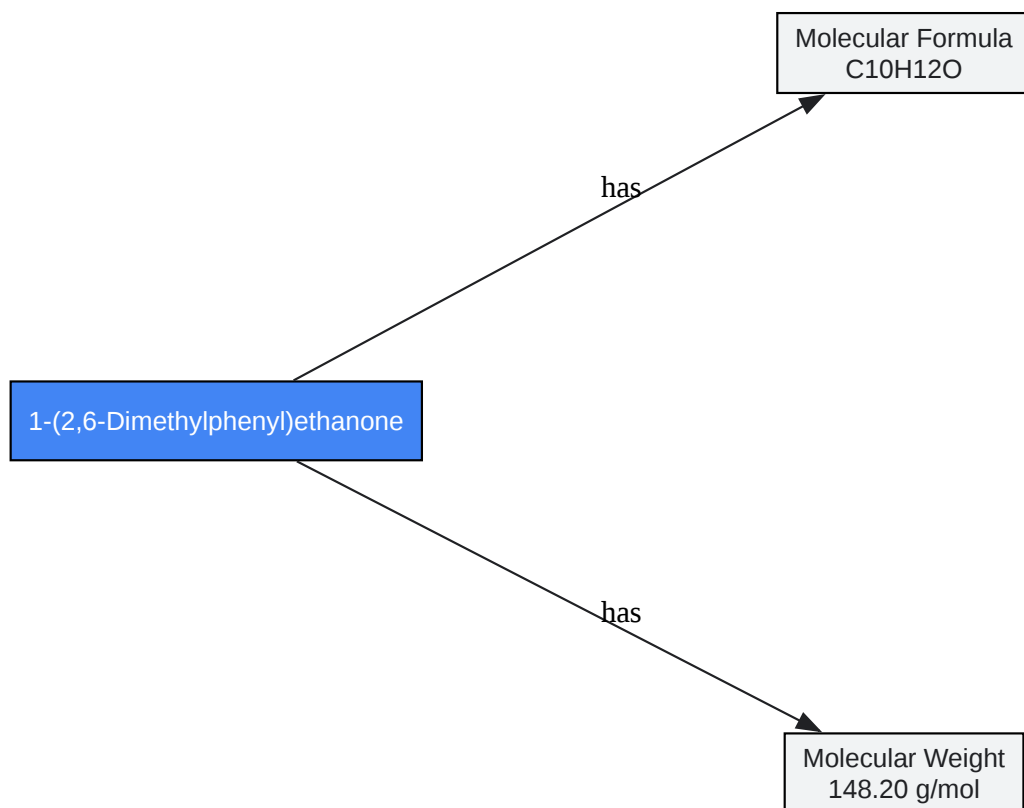 Molecular Formula
C10H12O
has
1-(2,6-Dimethylphenyl)ethanone
has
Molecular Weight
148.20 g/mol